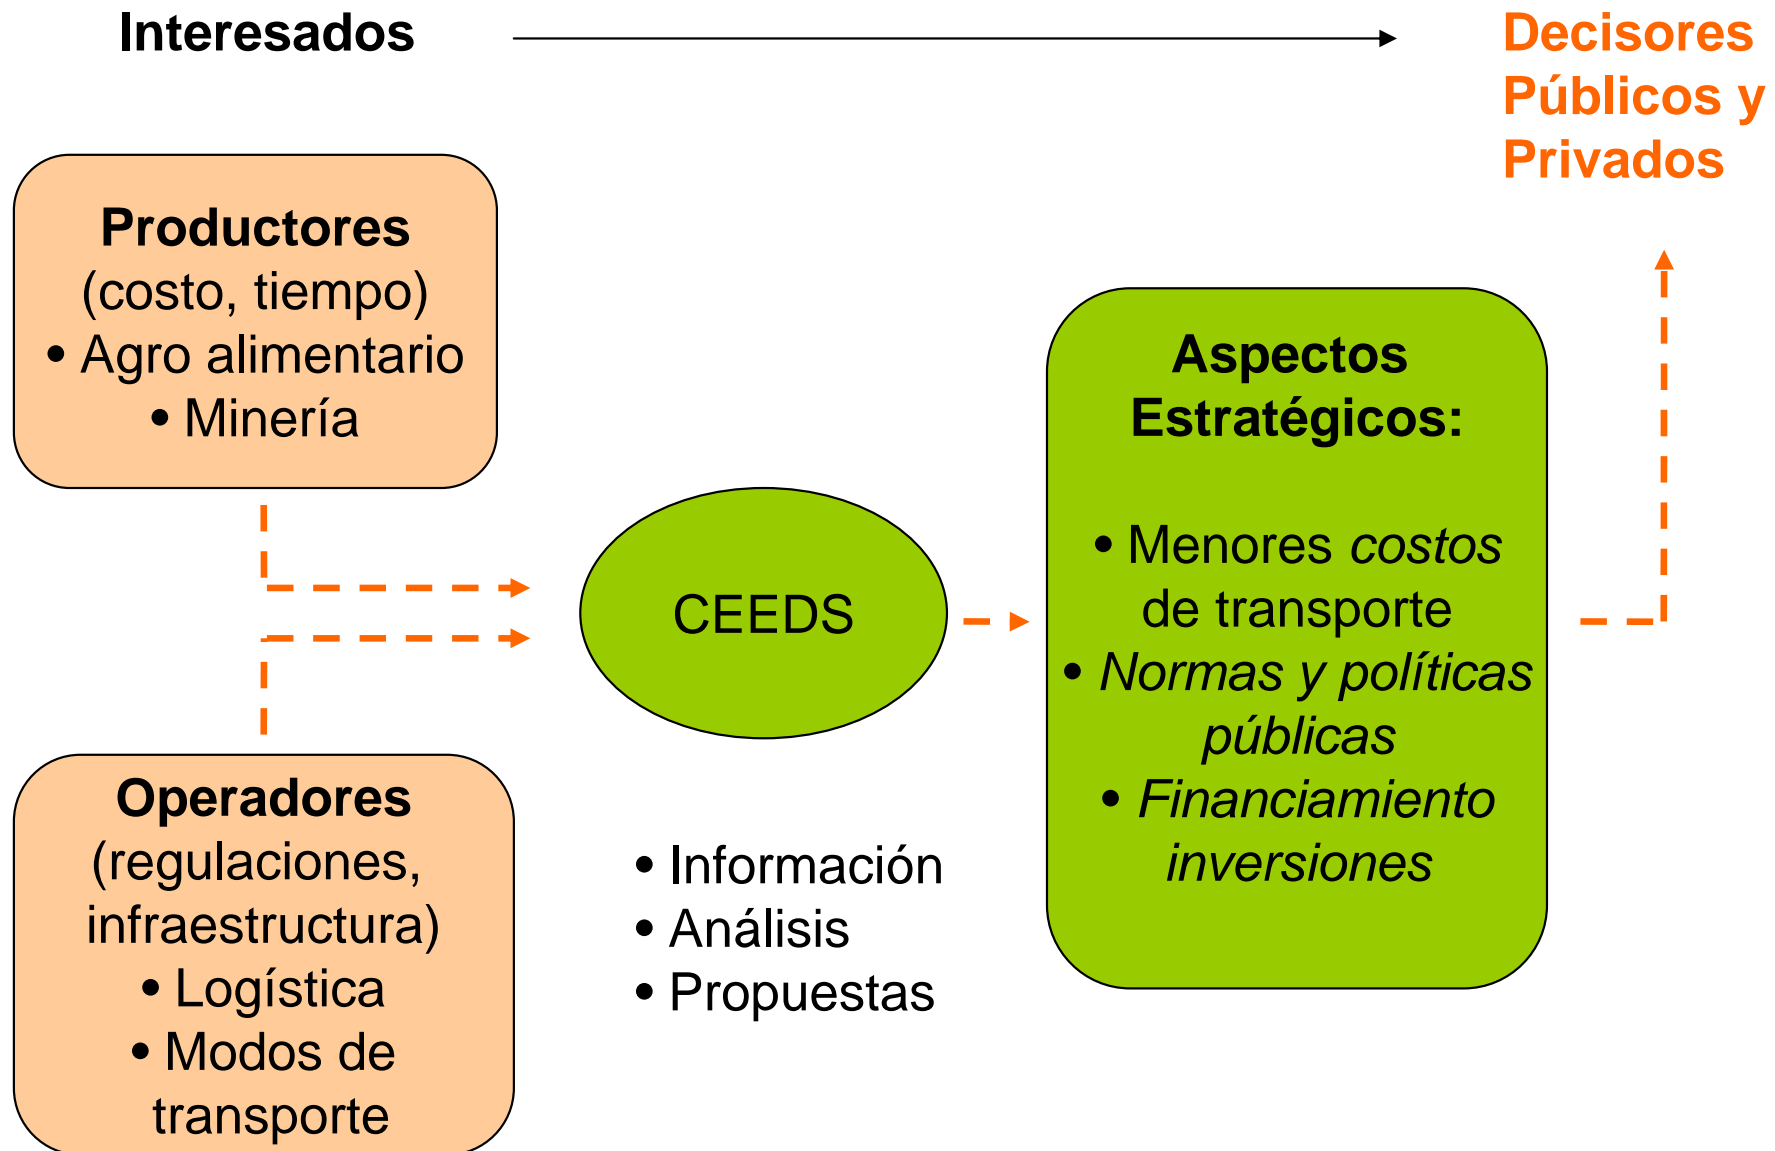 Interesados
Decisores
Públicos y
Privados
Productores
(costo, tiempo)
• Agro alimentario
• Minería
Operadores
(regulaciones,
infraestructura)
• Logística
• Modos de
transporte
CEEDS
• Información
• Análisis
• Propuestas
Aspectos
Estratégicos:
• Menores costos
de transporte
• Normas y políticas
públicas
• Financiamiento
inversiones